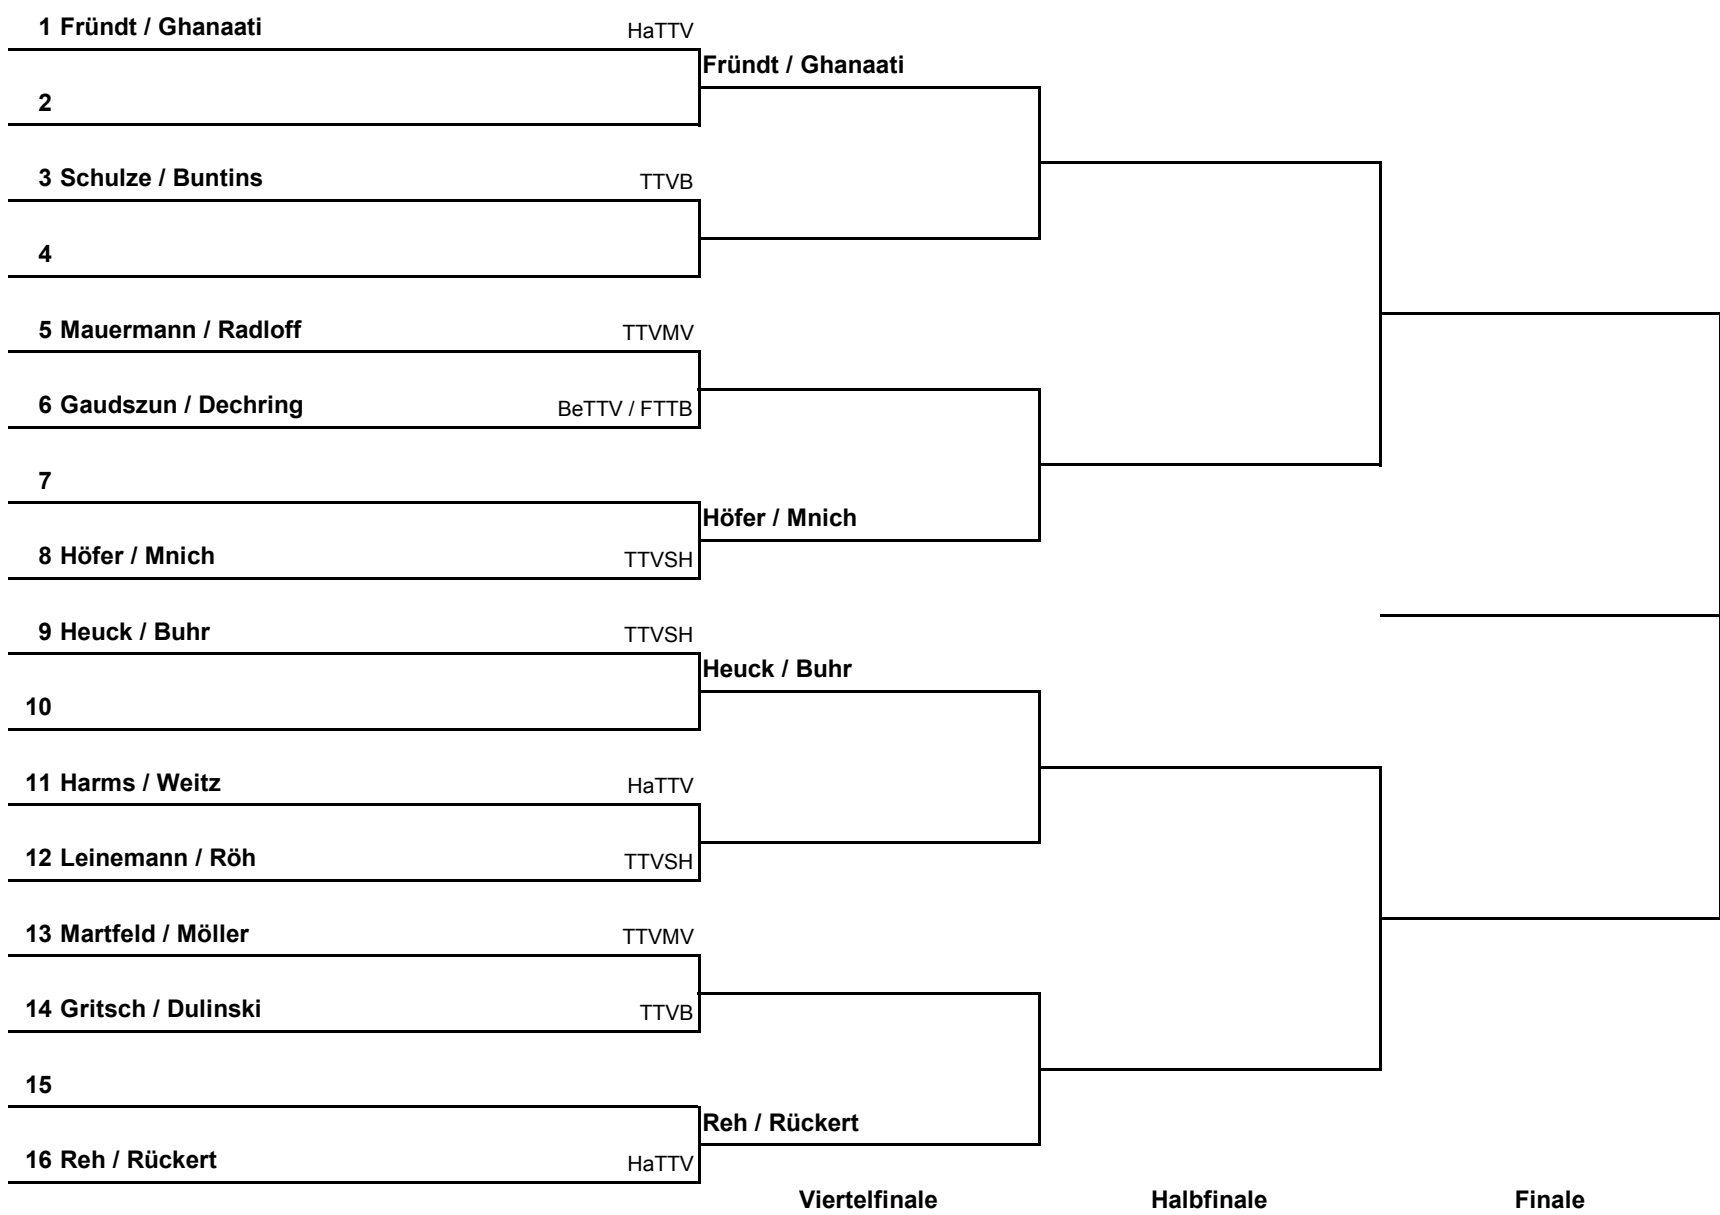 1 Fründt / Ghanaati HaTTV
Fründt / Ghanaati
2
3 Schulze / Buntins TTVB
4
5 Mauermann / Radloff TTVMV
6 Gaudszun / Dechring BeTTV / FTTB
7
Höfer / Mnich
8 Höfer / Mnich TTVSH
9 Heuck / Buhr TTVSH
Heuck / Buhr
10
11 Harms / Weitz HaTTV
12 Leinemann / Röh TTVSH
13 Martfeld / Möller TTVMV
14 Gritsch / Dulinski TTVB
15
Reh / Rückert
16 Reh / Rückert HaTTV
Viertelfinale Halbfinale Finale